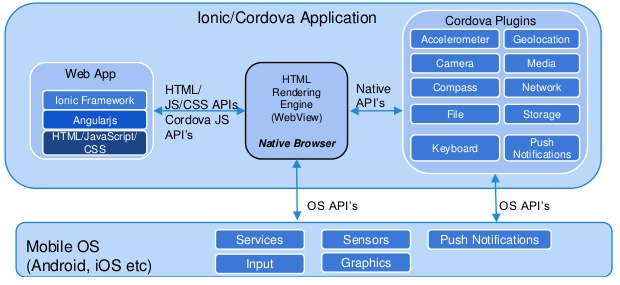 Ionic/Cordova Application
Web App
Ionic Framework
Angularjs
HTML/JavaScript/
CSS
HTML/
JS/CSS APIs
Cordova JS
API's
HTML
Rendering
Engine
(WebView)
Native Browser
Native
API's
Cordova Plugins
Accelerometer
Geolocation
Camera
Media
Compass
Network
File
Storage
Keyboard
Push
Notifications
OS API's
OS API's
Mobile OS
(Android, iOS etc)
Services
Sensors
Push Notifications
Input
Graphics